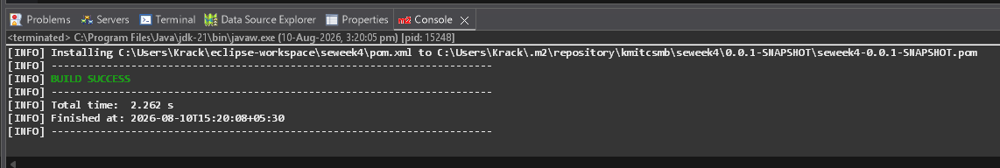 Problems Servers Terminal Data Source Explorer Properties m2 Console
<terminated> C:\Program Files\Java\jdk-21\bin\javaw.exe (10-Aug-2026, 3:20:05 pm) [pid: 15248]
[INFO] Installing C:\Users\Krack\eclipse-workspace\seweek4\pom.xml to C:\Users\Krack\.m2\repository\kmitcsmb\seweek4\0.0.1-SNAPSHOT\seweek4-0.0.1-SNAPSHOT.pom
[INFO] ------------------------------------------------------------------------
[INFO] BUILD SUCCESS
[INFO] ------------------------------------------------------------------------
[INFO] Total time:  2.262 s
[INFO] Finished at: 2026-08-10T15:20:08+05:30
[INFO] ------------------------------------------------------------------------